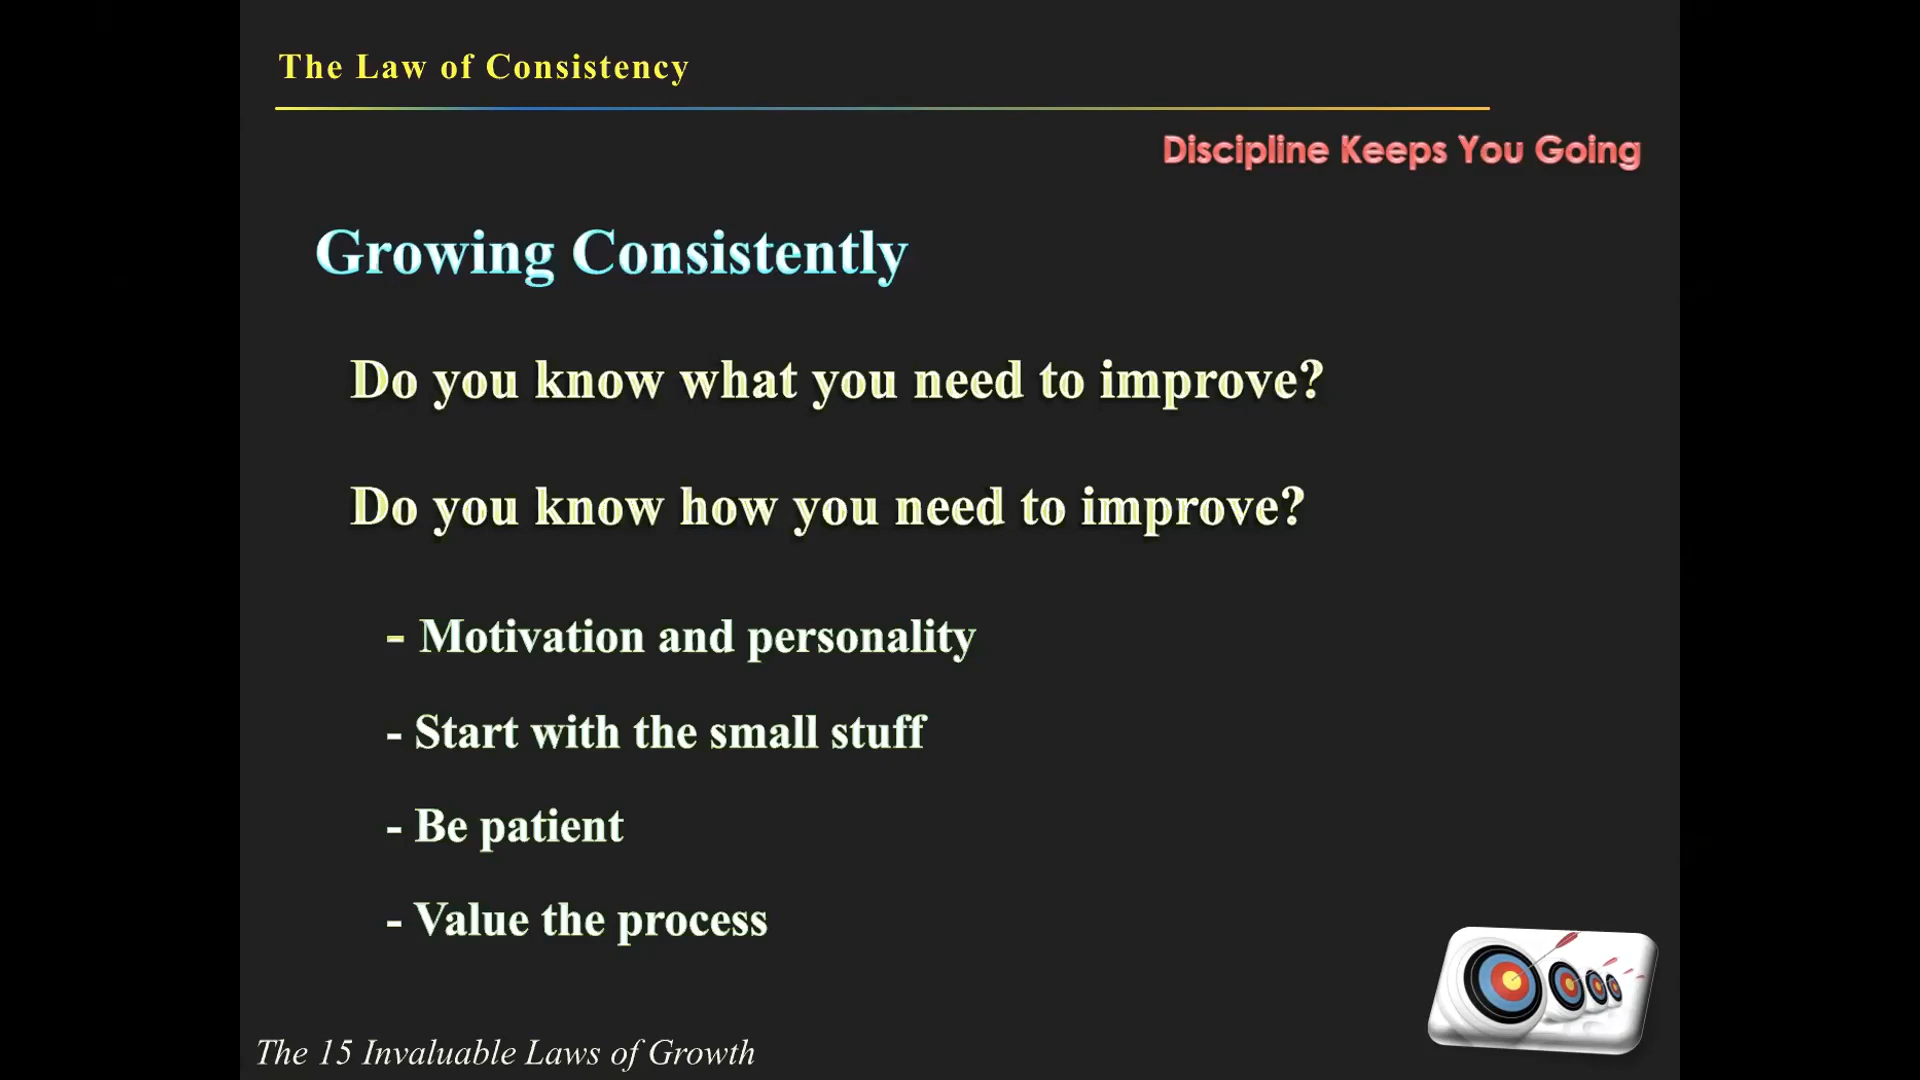 The Law of Consistency
Discipline Keeps You Going
Growing Consistently
Do you know what you need to improve?
Do you know how you need to improve?
- Motivation and personality
- Start with the small stuff
- Be patient
- Value the process
The 15 Invaluable Laws of Growth